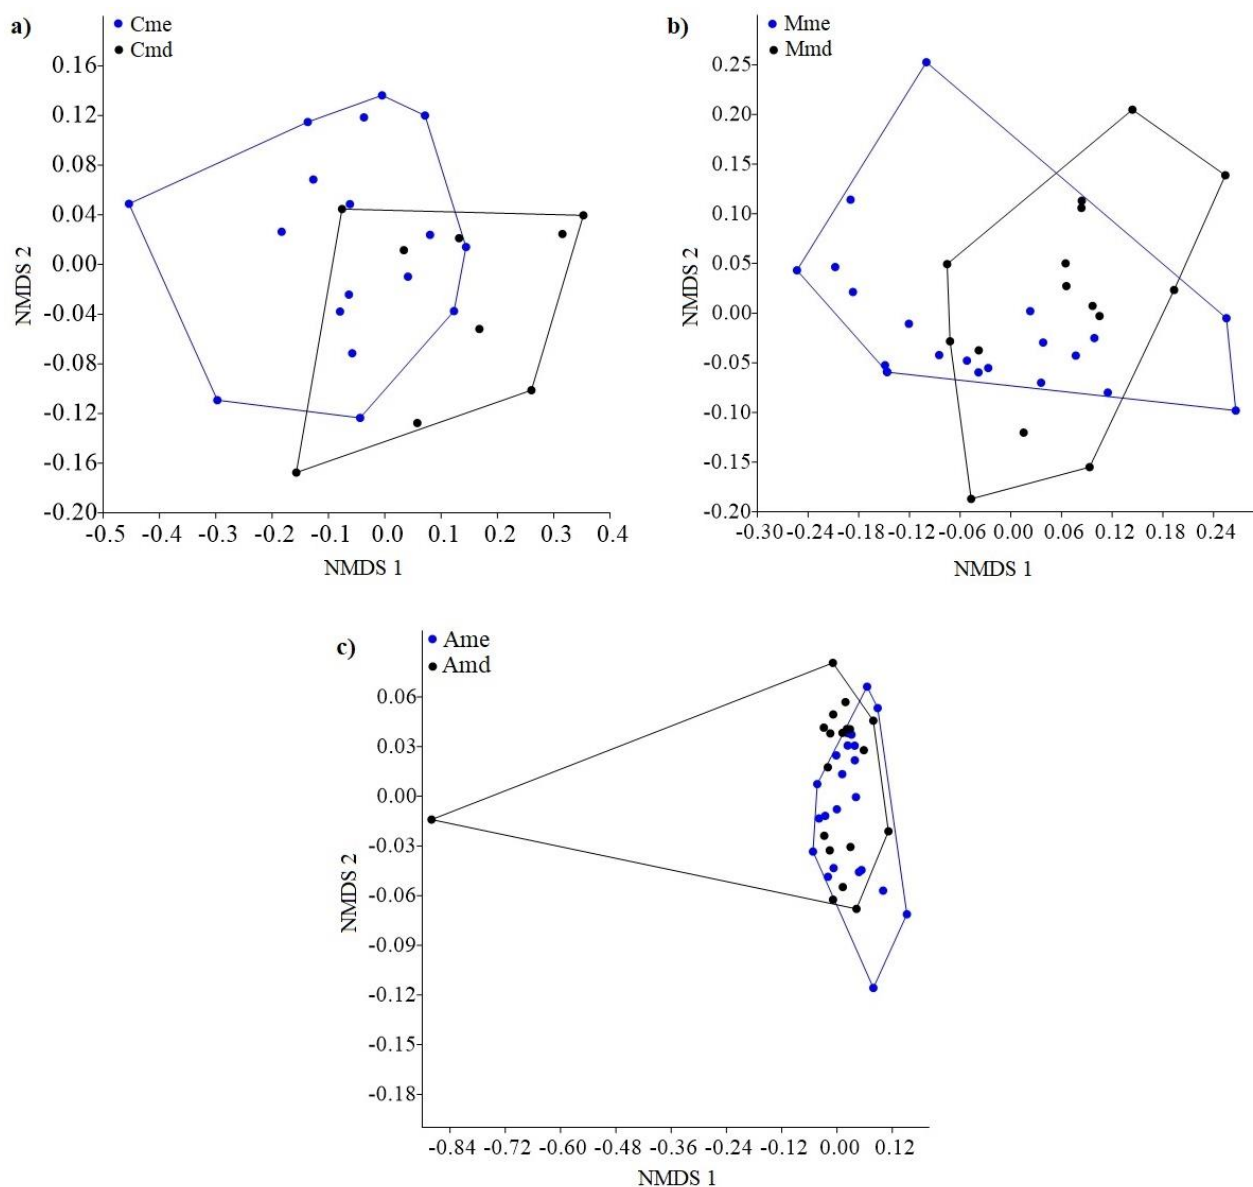 a)
Cme
Cmd
0.16
0.12
0.08
0.04
0.00
-0.04
-0.08
-0.12
-0.16
-0.20
NMDS 2
-0.5 -0.4 -0.3 -0.2 -0.1 0.0 0.1 0.2 0.3 0.4
NMDS 1
b)
Mme
Mmd
0.25
0.20
0.15
0.10
0.05
0.00
-0.05
-0.10
-0.15
-0.20
NMDS 2
-0.30 -0.24 -0.18 -0.12 -0.06 0.00 0.06 0.12 0.18 0.24
NMDS 1
c)
Ame
Amd
0.06
0.03
0.00
-0.03
-0.06
-0.09
-0.12
-0.15
-0.18
NMDS 2
-0.84 -0.72 -0.60 -0.48 -0.36 -0.24 -0.12 0.00 0.12
NMDS 1